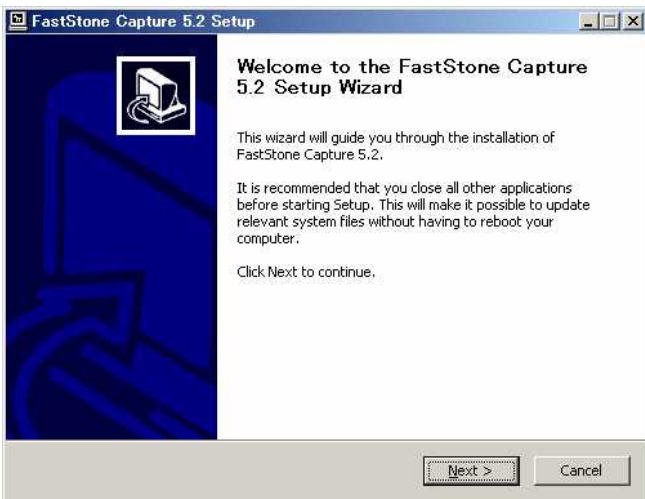 FastStone Capture 5.2 Setup
Welcome to the FastStone Capture
5.2 Setup Wizard
This wizard will guide you through the installation of
FastStone Capture 5.2.
It is recommended that you close all other applications
before starting Setup. This will make it possible to update
relevant system files without having to reboot your
computer.
Click Next to continue.
Next >
Cancel